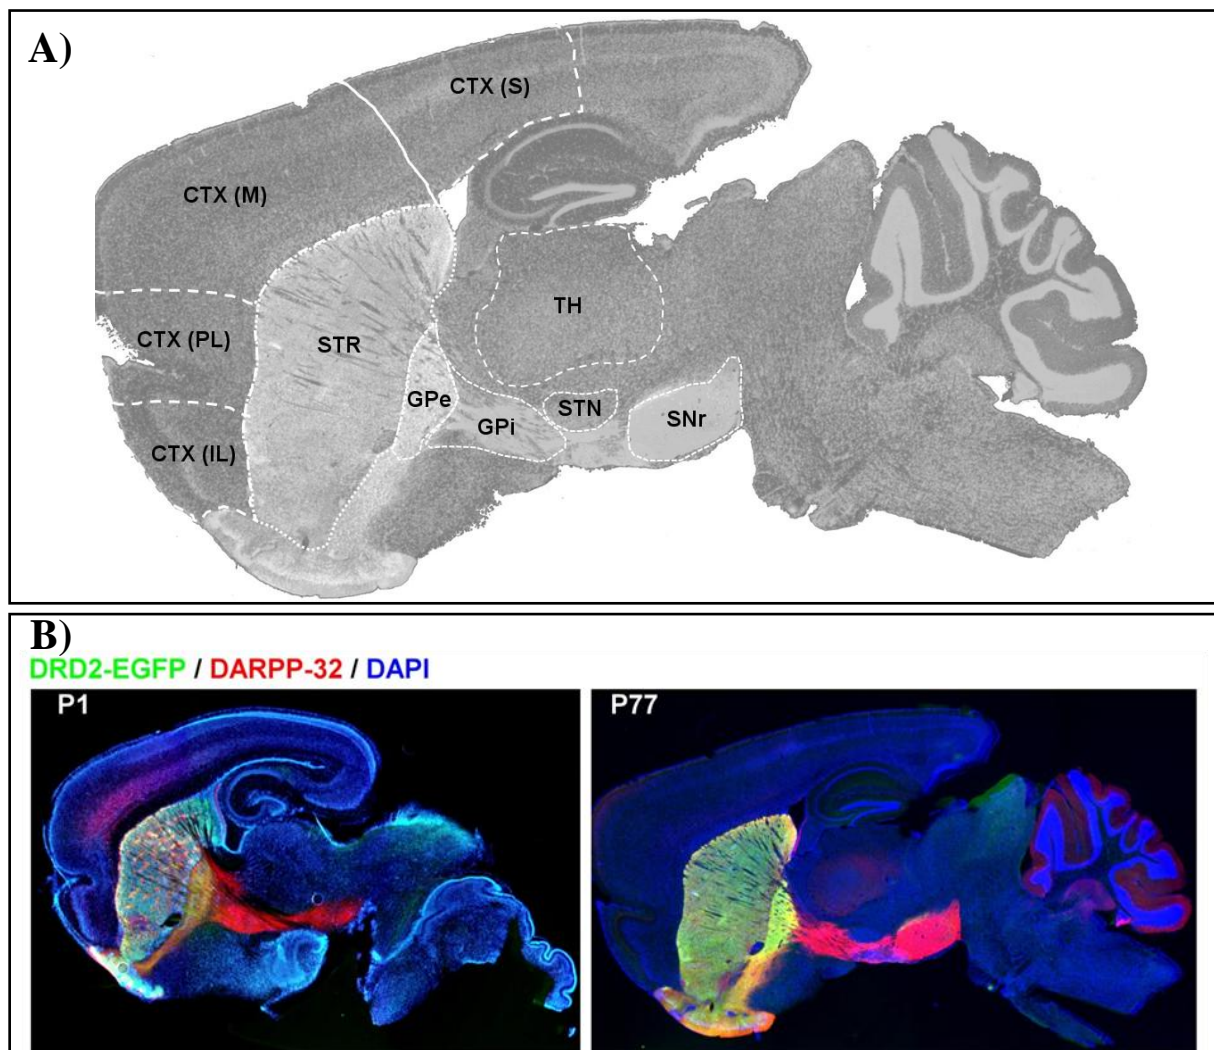 A)
CTX (S)
CTX (M)
TH
CTX (PL)
STR
GPe
STN
SNr
GPi
CTX (IL)
B)
DRD2-EGFP / DARPP-32 / DAPI
P1
P77